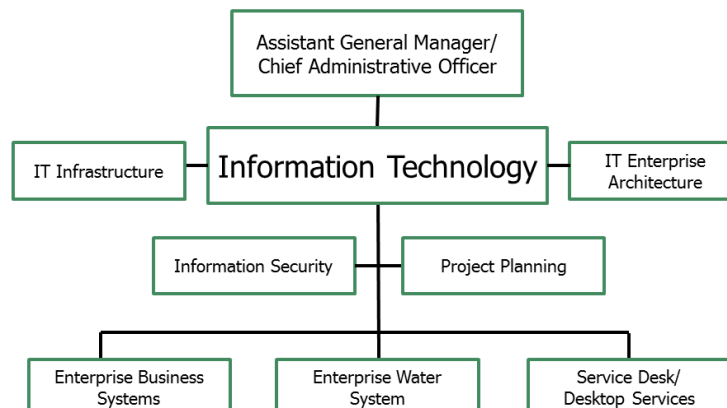 Assistant General Manager/
Chief Administrative Officer
IT Infrastructure
Information Technology
IT Enterprise
Architecture
Information Security
Project Planning
Enterprise Business
Systems
Enterprise Water
System
Service Desk/
Desktop Services